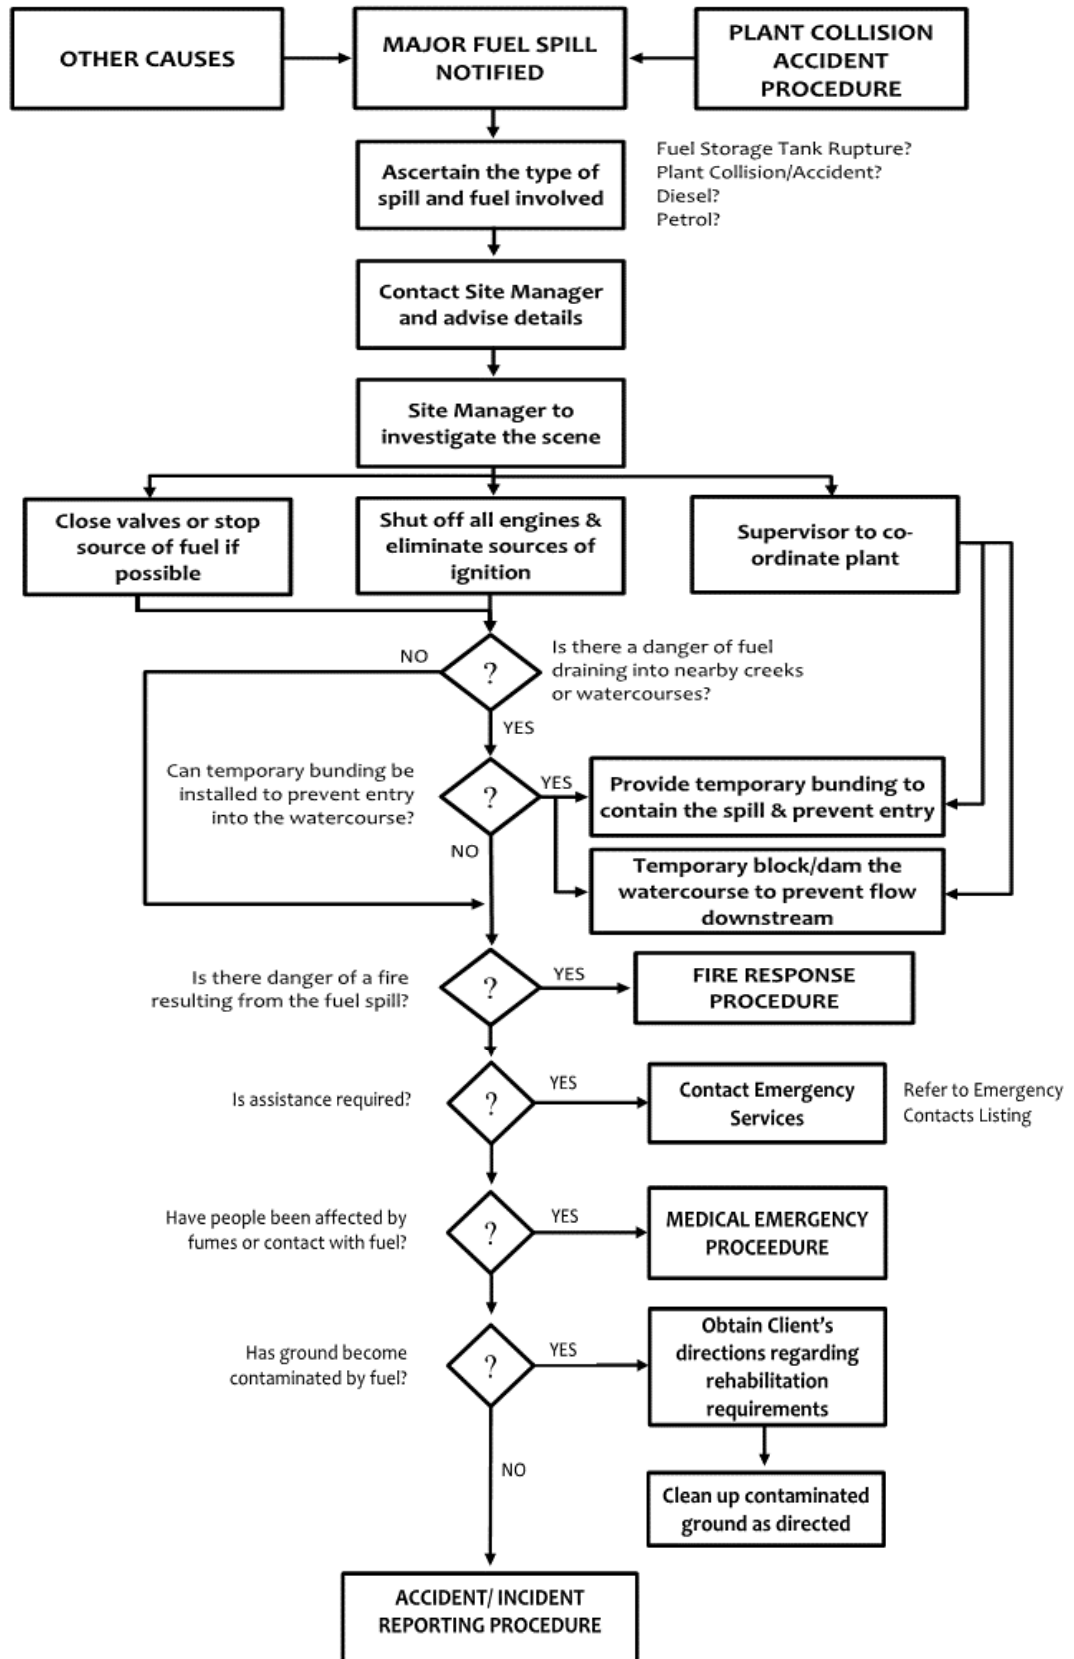 OTHER CAUSES
MAJOR FUEL SPILL
NOTIFIED
PLANT COLLISION
ACCIDENT
PROCEDURE
Ascertain the type of
spill and fuel involved
Fuel Storage Tank Rupture?
Plant Collision/Accident?
Diesel?
Petrol?
Contact Site Manager
and advise details
Site Manager to
investigate the scene
Close valves or stop
source of fuel if
possible
Shut off all engines &
eliminate sources of
ignition
Supervisor to co-
ordinate plant
NO
?
Is there a danger of fuel
draining into nearby creeks
or watercourses?
YES
Can temporary bunding be
installed to prevent entry
into the watercourse?
?
YES
Provide temporary bunding to
contain the spill & prevent entry
NO
Temporary block/dam the
watercourse to prevent flow
downstream
Is there danger of a fire
resulting from the fuel spill?
?
YES
FIRE RESPONSE
PROCEDURE
Is assistance required?
?
YES
Contact Emergency
Services
Refer to Emergency
Contacts Listing
Have people been affected by
fumes or contact with fuel?
?
YES
MEDICAL EMERGENCY
PROCEEDURE
Has ground become
contaminated by fuel?
?
YES
Obtain Client's
directions regarding
rehabilitation
requirements
NO
Clean up contaminated
ground as directed
ACCIDENT/ INCIDENT
REPORTING PROCEDURE